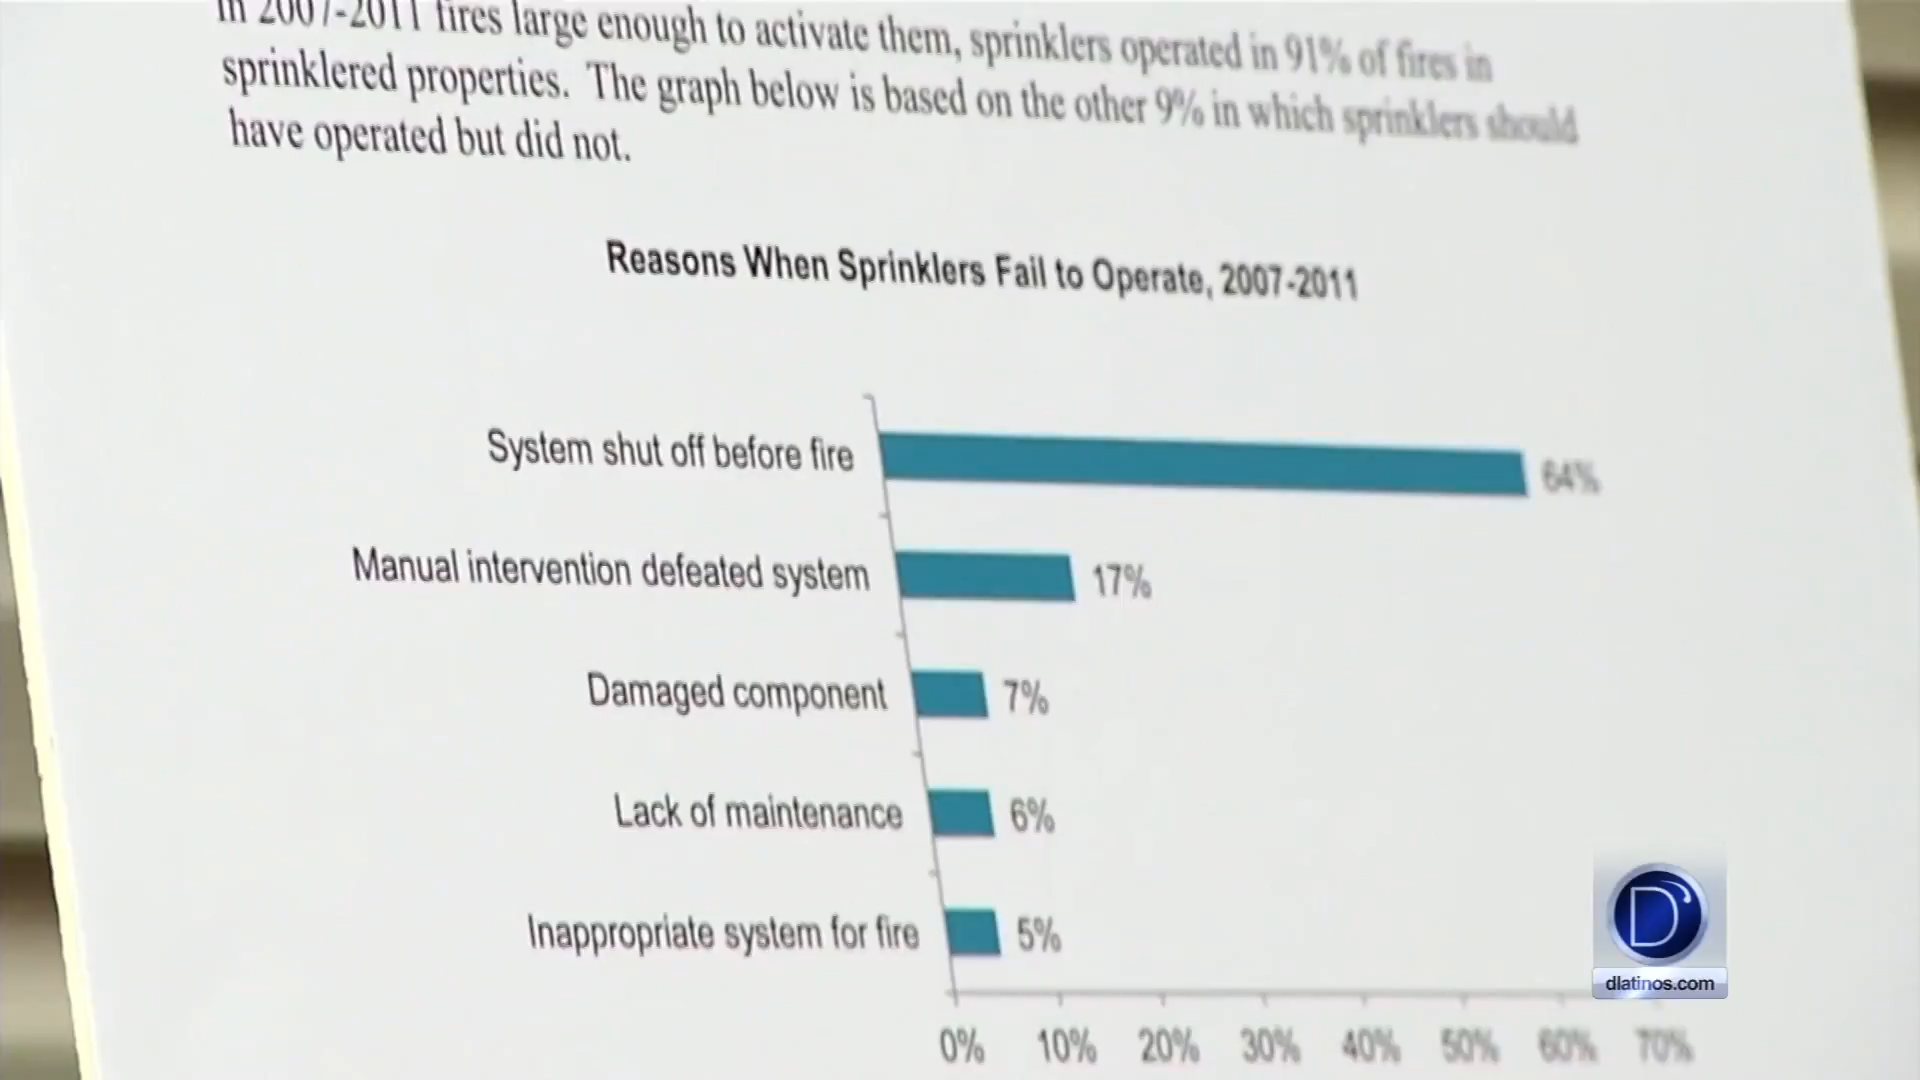 In 2007-2011 fires large enough to activate them, sprinklers operated in 91% of fires in
sprinklered properties. The graph below is based on the other 9% in which sprinklers should
have operated but did not.
Reasons When Sprinklers Fail to Operate, 2007-2011
System shut off before fire 64%
Manual intervention defeated system 17%
Damaged component 7%
Lack of maintenance 6%
Inappropriate system for fire 5%
0% 10% 20% 30% 40% 50% 60% 70%
D
dlatinos.com